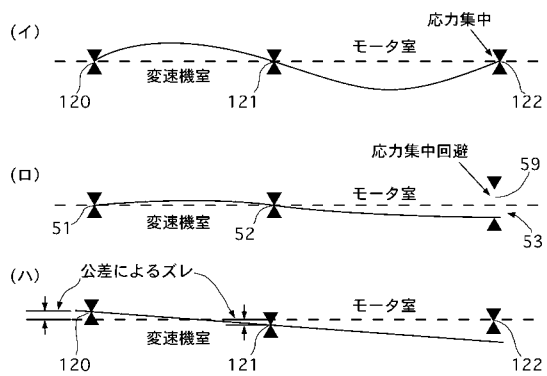 (イ)
応力集中
モータ室
変速機室
120
121
122
(ロ)
応力集中回避
59
モータ室
変速機室
51
52
53
(ハ)
公差によるズレ
モータ室
変速機室
120
121
122